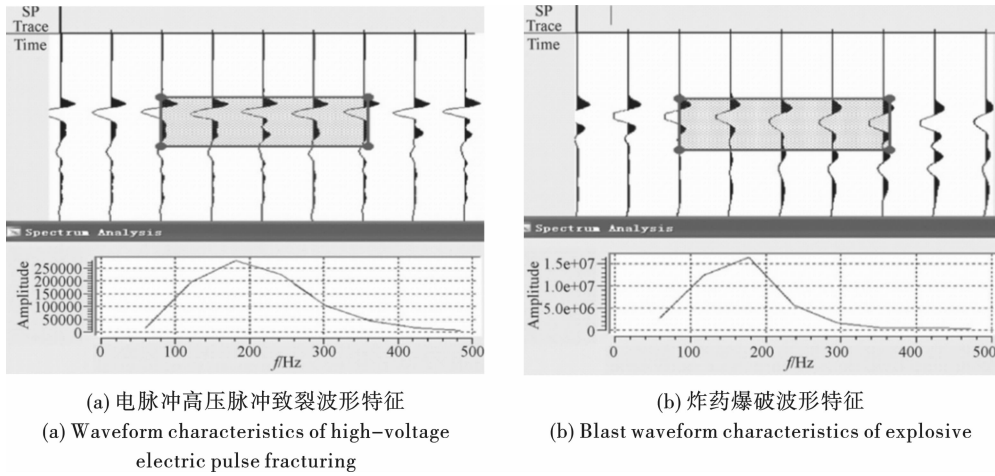 SP
Trace
Time
Spectrum Analysis
Amplitude
250000
200000
150000
100000
50000
0
0 100 200 300 400 500
f/Hz
(a) 电脉冲高压脉冲致裂波形特征
(a) Waveform characteristics of high-voltage
electric pulse fracturing
SP
Trace
Time
Spectrum Analysis
Amplitude
1.5e+07
1.0e+07
5.0e+06
0
0 100 200 300 400 500
f/Hz
(b) 炸药爆破波形特征
(b) Blast waveform characteristics of explosive